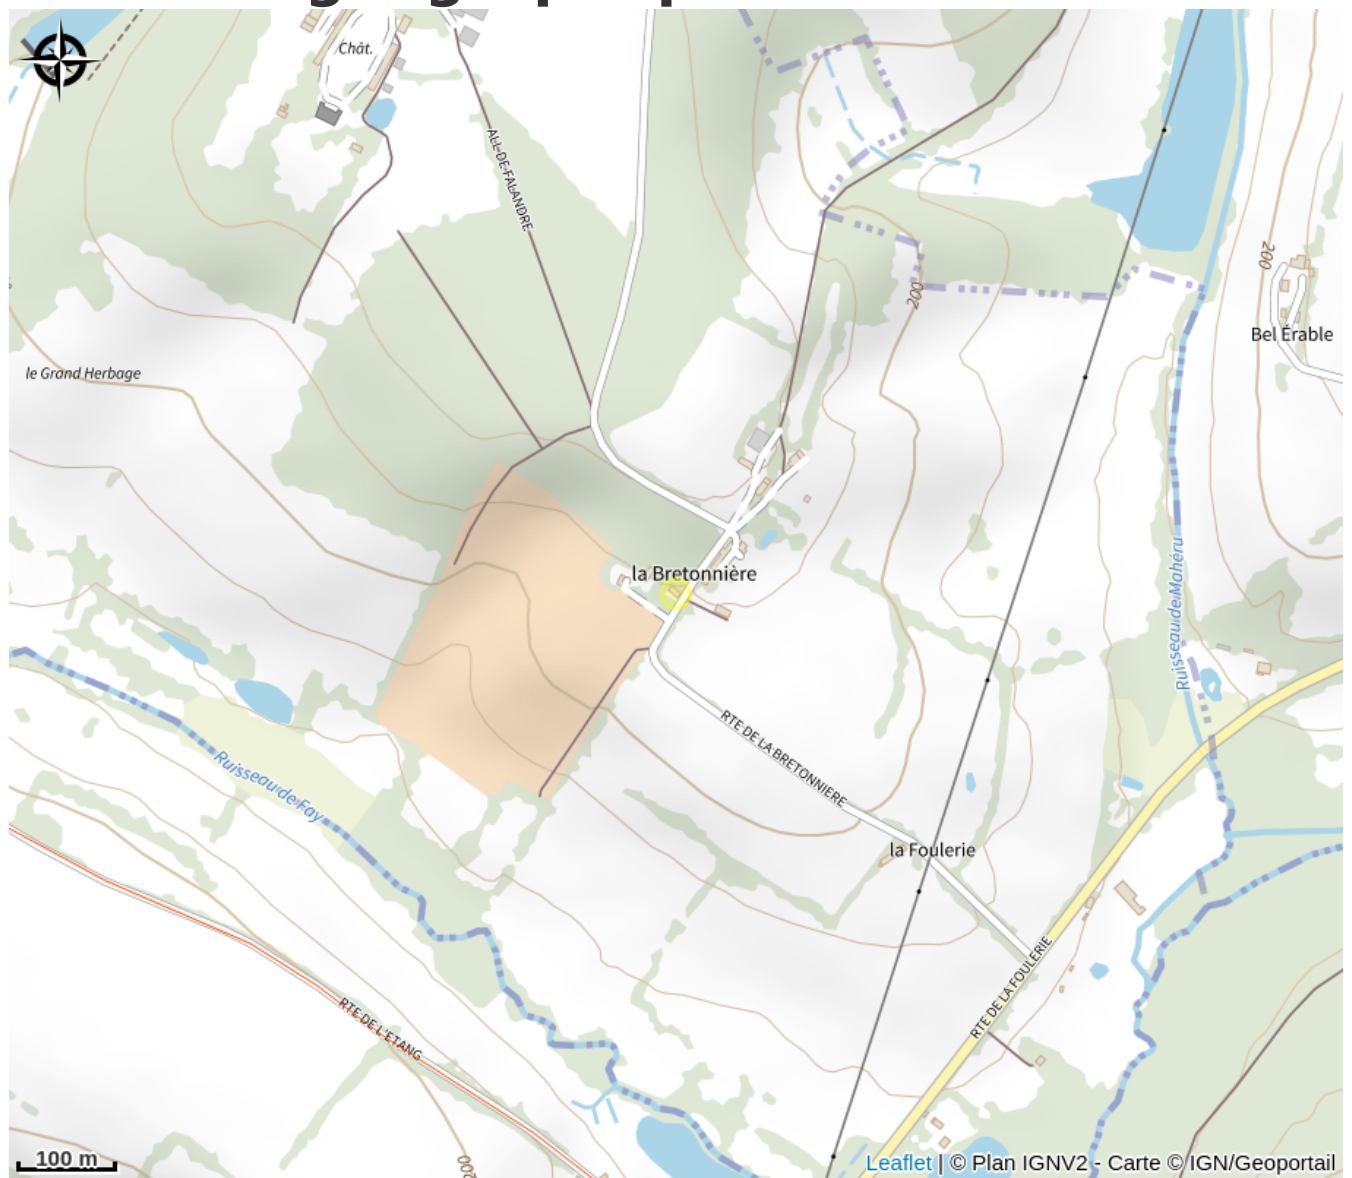 Chât.
ALL-DE-FALANDRE
200
Bel Érable
200
le Grand Herbage
la Bretonnière
Ruisseau de Mahéru
RTE DE LA BRETONNIERE
Ruisseau de Fay
la Foulerie
RTE DE LA FOULERIE
RTE DE L'ETANG
200
100 m
Leaflet | © Plan IGNV2 - Carte © IGN/Geoportail